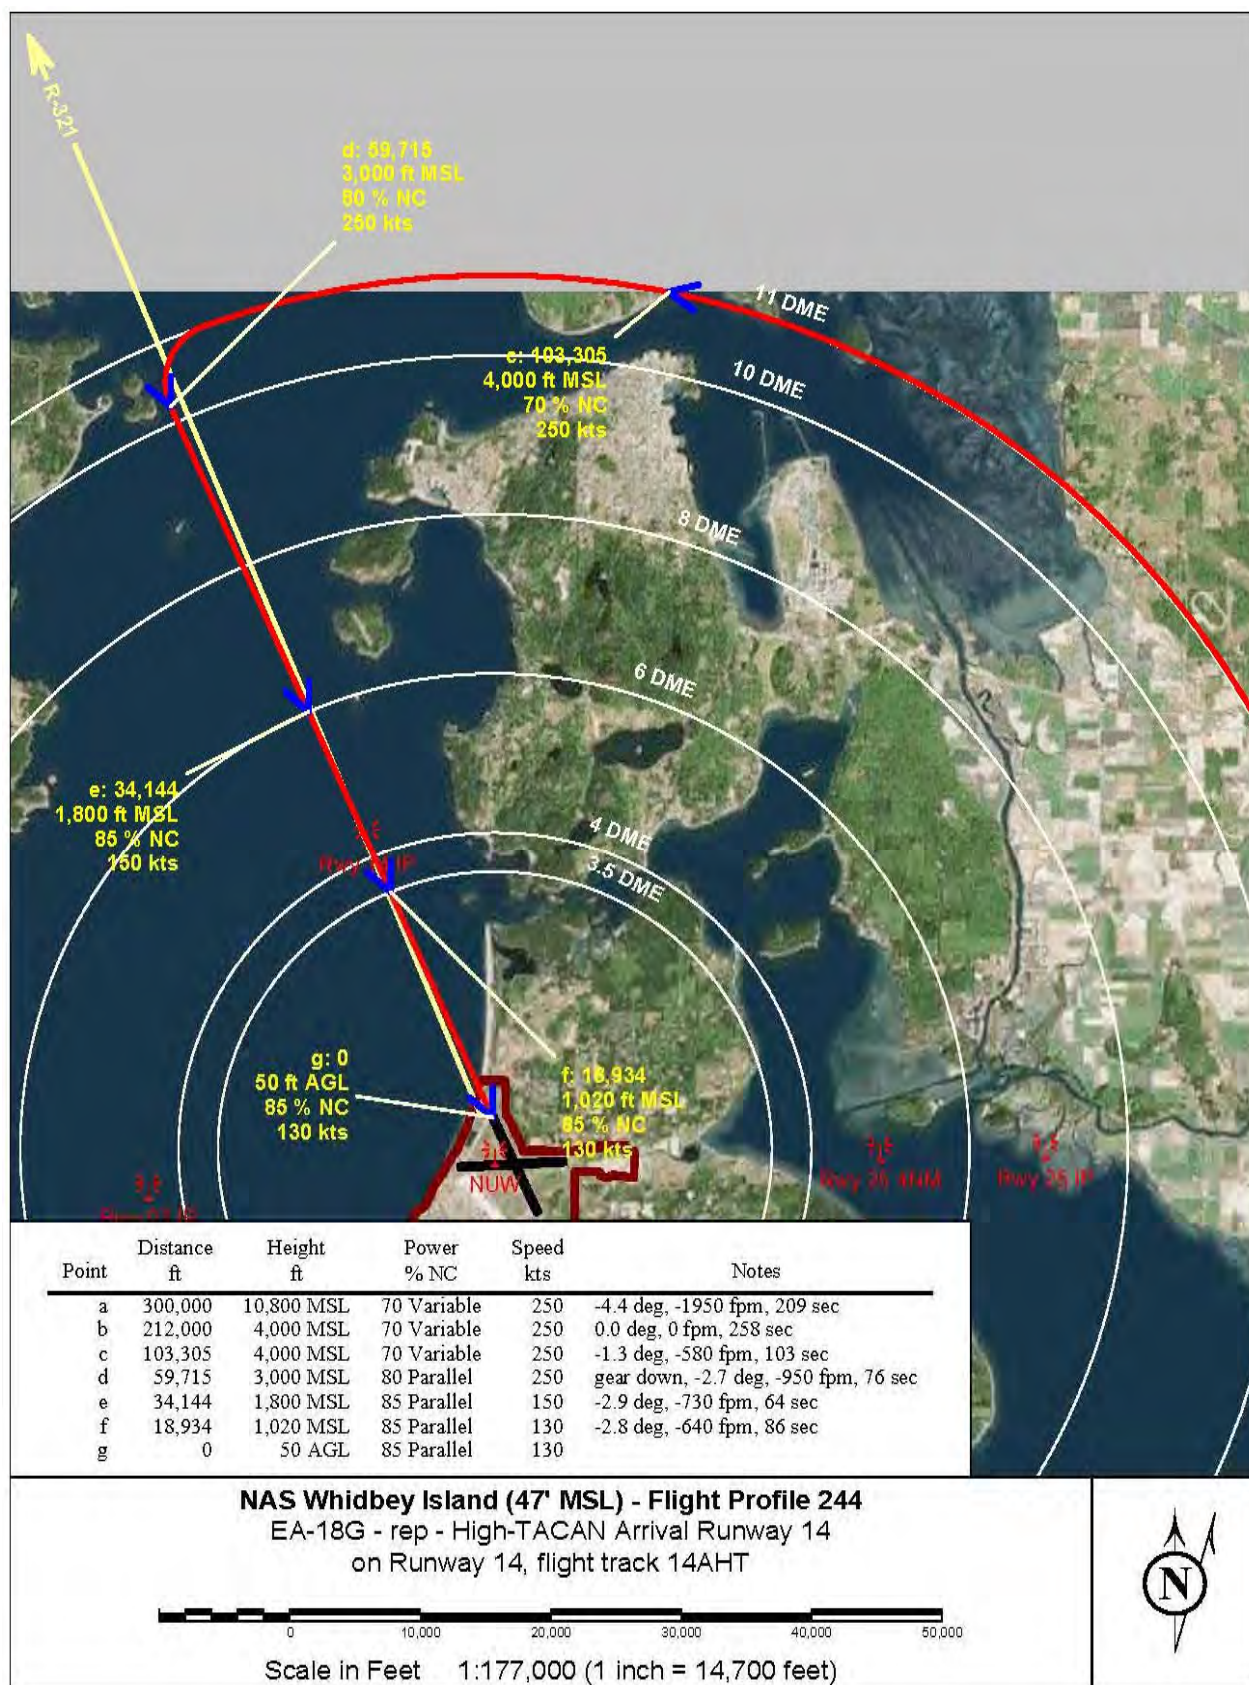 R-321
d: 59,715
3,000 ft MSL
80 % NC
250 kts
11 DME
c: 103,305
4,000 ft MSL
70 % NC
250 kts
10 DME
8 DME
6 DME
e: 34,144
1,800 ft MSL
85 % NC
150 kts
4 DME
Rwy 14 IP
3.5 DME
g: 0
50 ft AGL
85 % NC
130 kts
f: 18,934
1,020 ft MSL
85 % NC
130 kts
NUW
Rwy 25 4NM
Rwy 25 IP
Point Distance ft Height ft Power % NC Speed kts Notes
a 300,000 10,800 MSL 70 Variable 250 -4.4 deg, -1950 fpm, 209 sec
b 212,000 4,000 MSL 70 Variable 250 0.0 deg, 0 fpm, 258 sec
c 103,305 4,000 MSL 70 Variable 250 -1.3 deg, -580 fpm, 103 sec
d 59,715 3,000 MSL 80 Parallel 250 gear down, -2.7 deg, -950 fpm, 76 sec
e 34,144 1,800 MSL 85 Parallel 150 -2.9 deg, -730 fpm, 64 sec
f 18,934 1,020 MSL 85 Parallel 130 -2.8 deg, -640 fpm, 86 sec
g 0 50 AGL 85 Parallel 130
NAS Whidbey Island (47' MSL) - Flight Profile 244
EA-18G - rep - High-TACAN Arrival Runway 14
on Runway 14, flight track 14AHT
0 10,000 20,000 30,000 40,000 50,000
Scale in Feet 1:177,000 (1 inch = 14,700 feet)
N